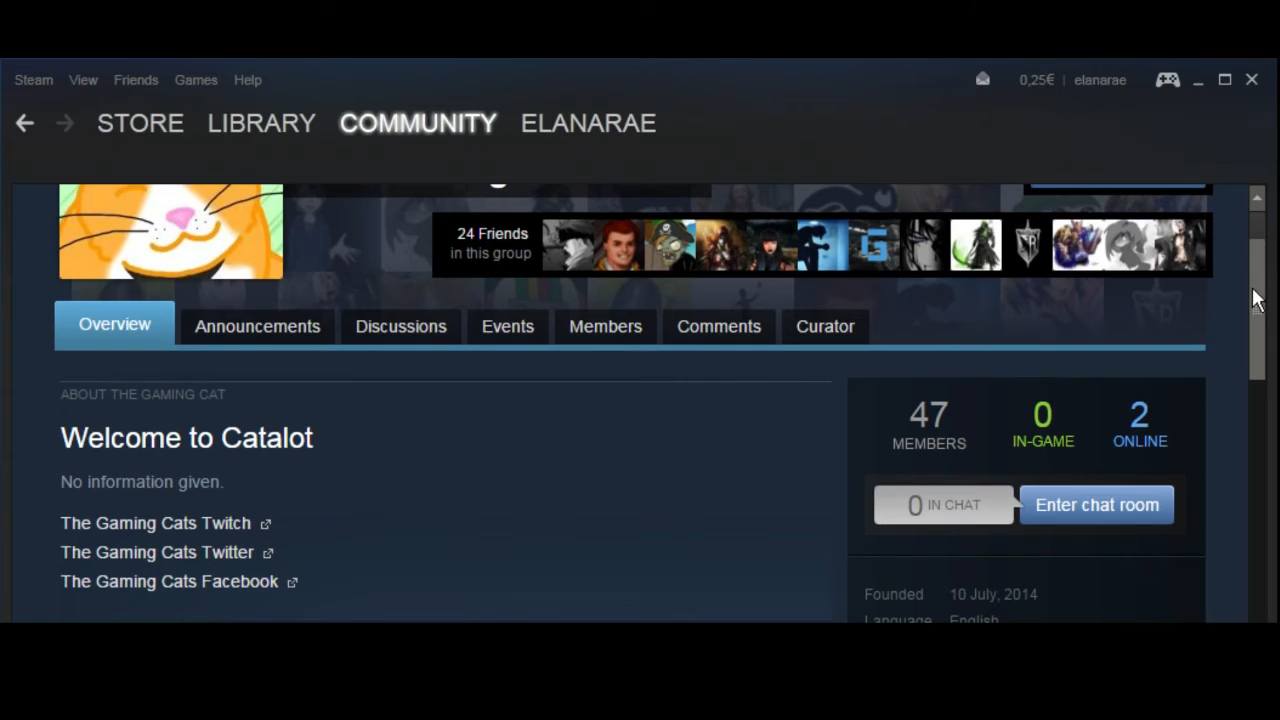 Steam View Friends Games Help 0,25€ | elanarae
STORE LIBRARY COMMUNITY ELANARAE
24 Friends
in this group
Overview Announcements Discussions Events Members Comments Curator
ABOUT THE GAMING CAT
Welcome to Catalot
No information given.
The Gaming Cats Twitch
The Gaming Cats Twitter
The Gaming Cats Facebook
47 0 2
MEMBERS IN-GAME ONLINE
0 IN CHAT Enter chat room
Founded 10 July, 2014
Language English